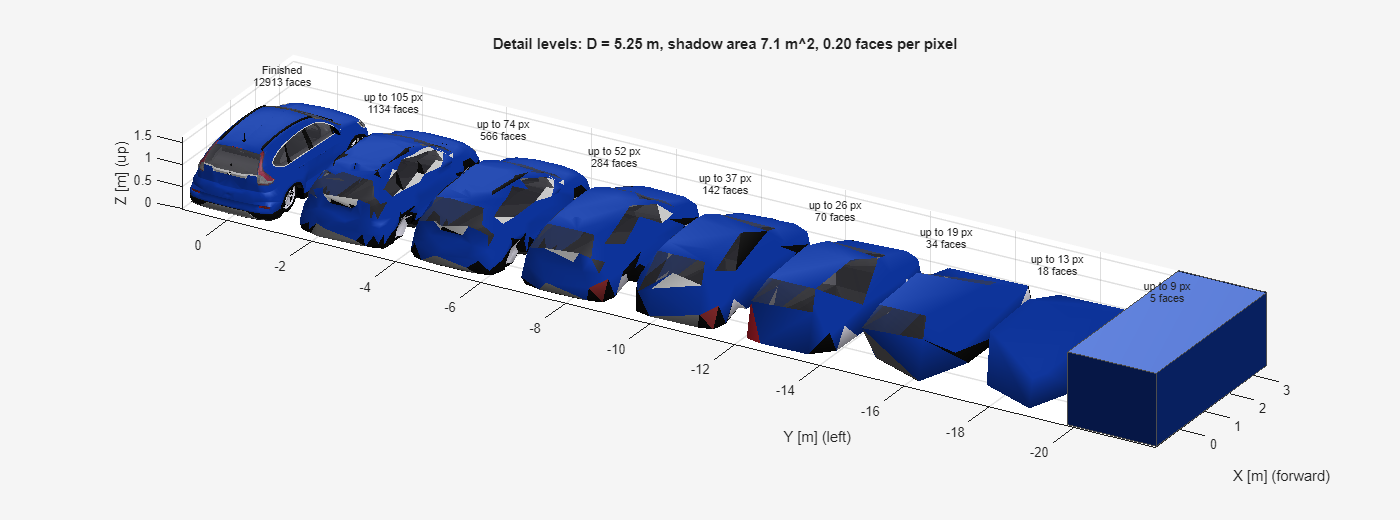 Detail levels: D = 5.25 m, shadow area 7.1 m^2, 0.20 faces per pixel
Finished
12913 faces
up to 105 px
1134 faces
up to 74 px
566 faces
up to 52 px
284 faces
up to 37 px
142 faces
up to 26 px
70 faces
up to 19 px
34 faces
up to 13 px
18 faces
up to 9 px
5 faces
Z [m] (up)
1.5
1
0.5
0
0
-2
-4
-6
-8
-10
-12
-14
-16
-18
-20
Y [m] (left)
0
1
2
3
X [m] (forward)